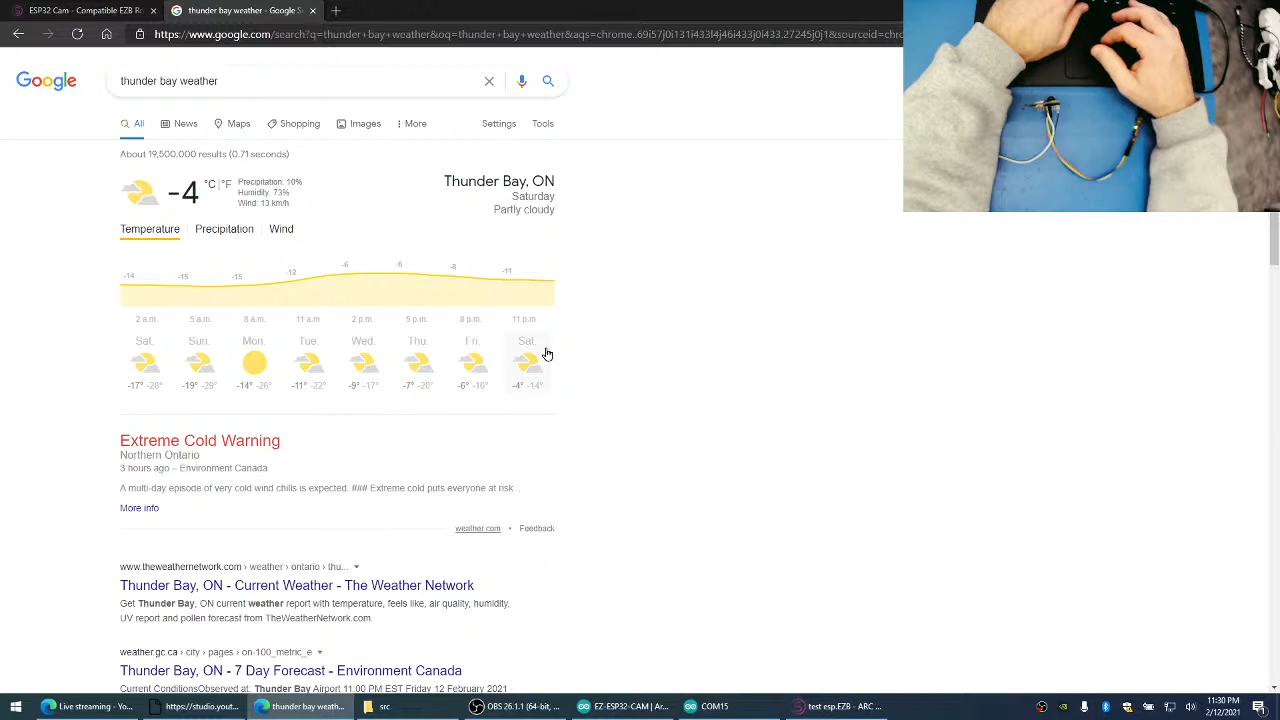 ESP32 Cam - Compatible EZB Ro
thunder bay weather - Google S
https://www.google.com/search?q=thunder+bay+weather&oq=thunder+bay+weather&aqs=chrome.69i57j0i131i433l4j46i433j0i433.27245j0j1&sourceid=chro
Google
thunder bay weather
All
News
Maps
Shopping
Images
More
Settings
Tools
About 19,500,000 results (0.71 seconds)
-4
°C | °F
Precipitation: 10%
Humidity: 73%
Wind: 13 km/h
Thunder Bay, ON
Saturday
Partly cloudy
Temperature
Precipitation
Wind
-14 -15 -15 -12 -6 -6 -8 -11
2 a.m. 5 a.m. 8 a.m. 11 a.m 2 p.m. 5 p.m. 8 p.m. 11 p.m
Sat. Sun. Mon. Tue. Wed. Thu. Fri. Sat.
-17° -28° -19° -29° -14° -26° -11° -22° -9° -17° -7° -20° -6° -16° -4° -14°
Extreme Cold Warning
Northern Ontario
3 hours ago – Environment Canada
A multi-day episode of very cold wind chills is expected. ### Extreme cold puts everyone at risk ..
More info
weather.com • Feedback
www.theweathernetwork.com › weather › ontario › thu...
Thunder Bay, ON - Current Weather - The Weather Network
Get Thunder Bay, ON current weather report with temperature, feels like, air quality, humidity,
UV report and pollen forecast from TheWeatherNetwork.com
weather.gc.ca › city › pages › on-100_metric_e
Thunder Bay, ON - 7 Day Forecast - Environment Canada
Current ConditionsObserved at: Thunder Bay Airport 11:00 PM EST Friday 12 February 2021 ·
Live streaming - Yo...
https://studio.yout...
thunder bay weath...
src
OBS 26.1.1 (64-bit, ...
EZ-ESP32-CAM | Ar...
COM15
test esp.EZB - ARC ...
11:30 PM
2/12/2021